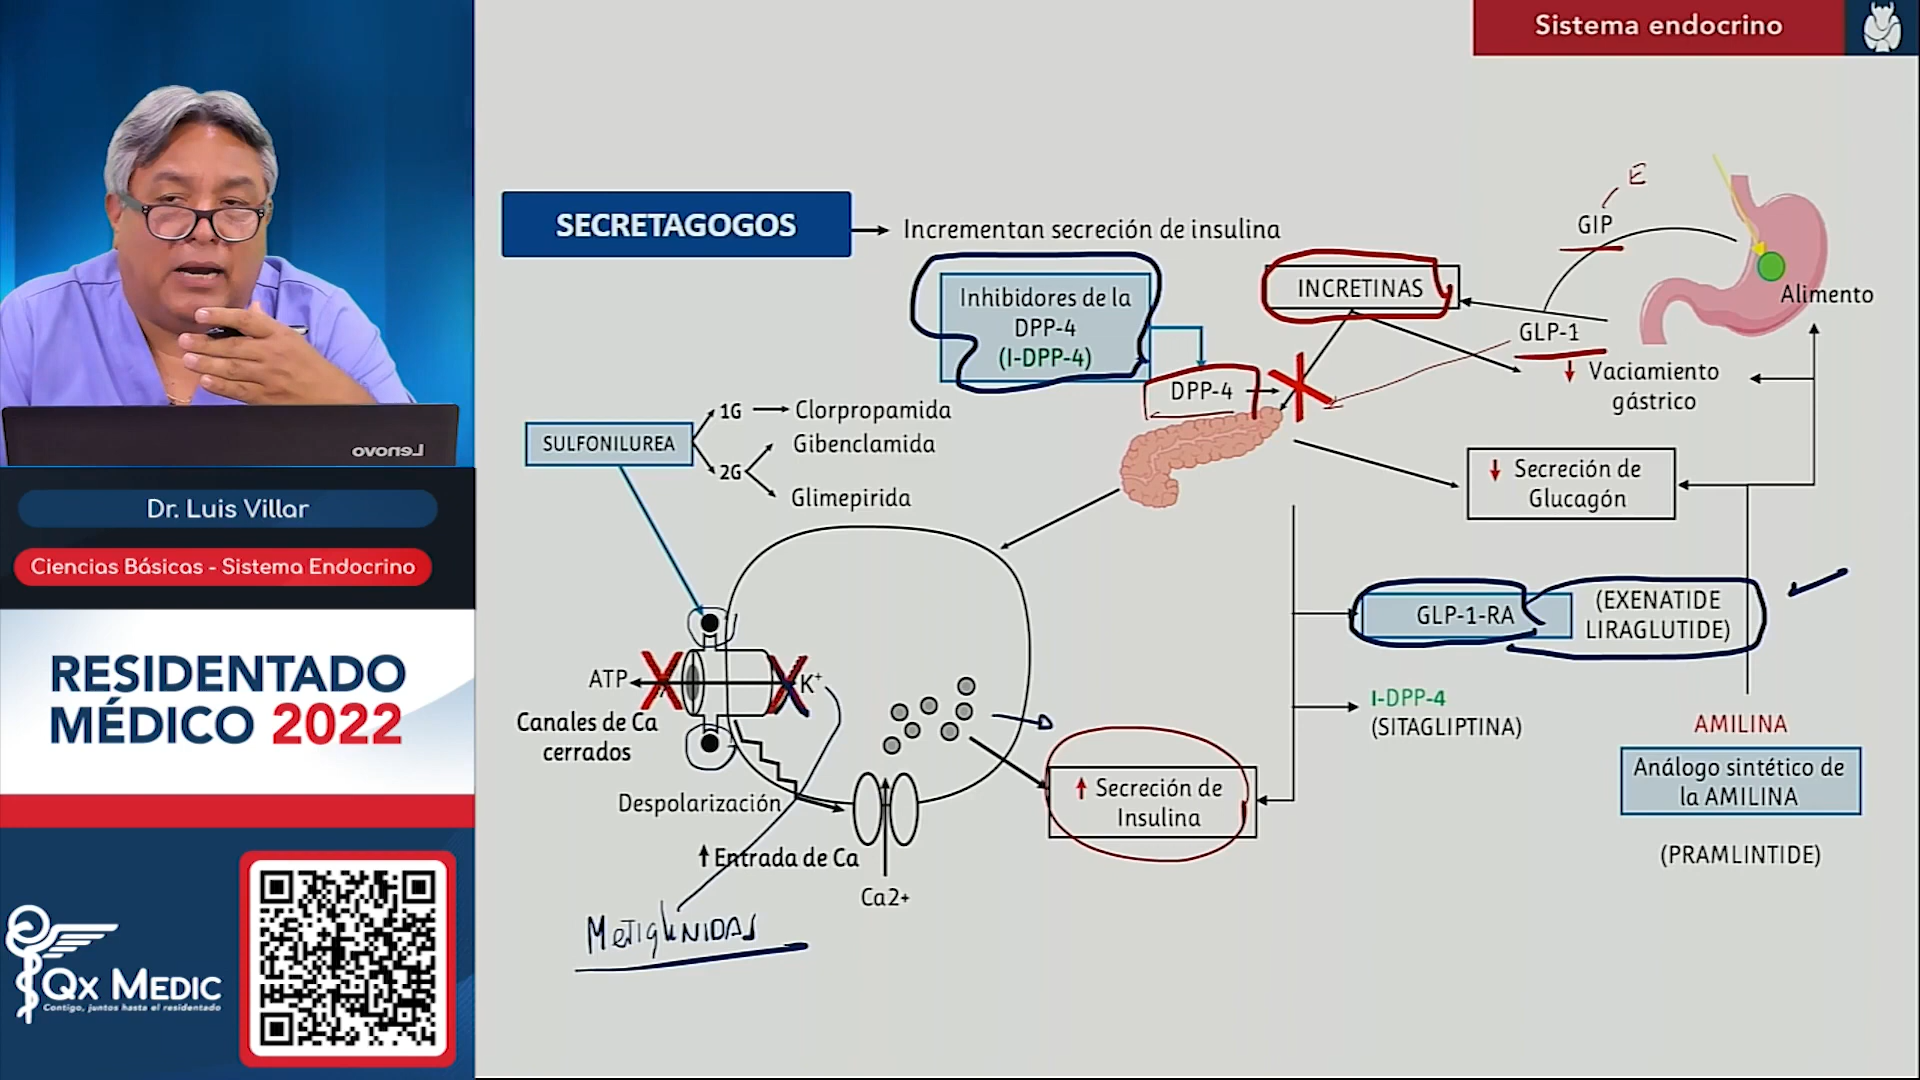 Sistema endocrino
SECRETAGOGOS
Incrementan secreción de insulina
Inhibidores de la
DPP-4
(I-DPP-4)
INCRETINAS
E
GIP
GLP-1
Alimento
DPP-4
Vaciamiento
gástrico
SULFONILUREA
1G
Clorpropamida
Gibenclamida
2G
Glimepirida
Secreción de
Glucagón
GLP-1-RA
(EXENATIDE
LIRAGLUTIDE)
ATP
K+
Canales de Ca
cerrados
I-DPP-4
(SITAGLIPTINA)
AMILINA
Análogo sintético de
la AMILINA
(PRAMLINTIDE)
Secreción de
Insulina
Despolarización
Entrada de Ca
Ca2+
METIGLINIDAS
Lenovo
Dr. Luis Villar
Ciencias Básicas - Sistema Endocrino
RESIDENTADO
MÉDICO 2022
QX MEDIC
Contigo, juntos hasta el residentado